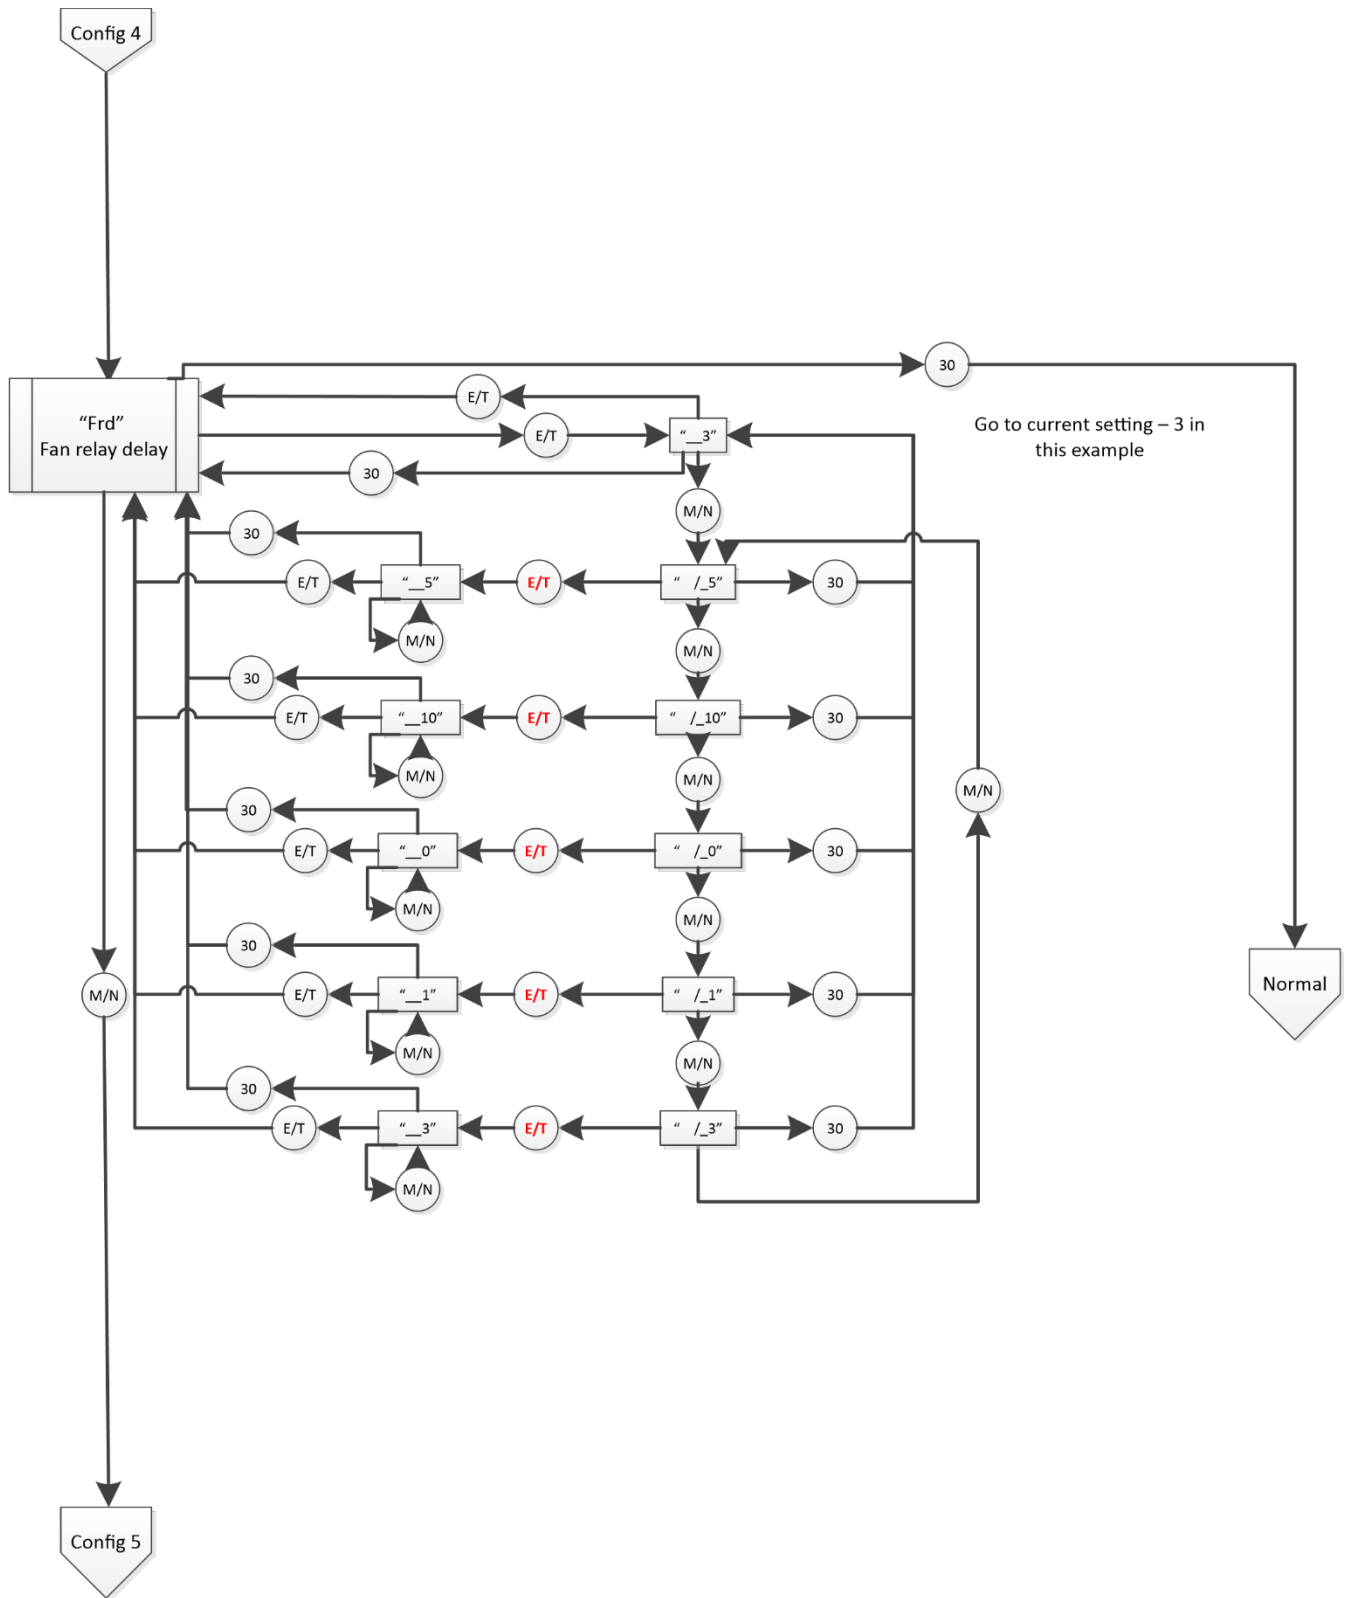 Config 4
30
E/T
“Frd”
Fan relay delay
E/T
“__3”
Go to current setting – 3 in
this example
30
M/N
30
E/T
“__5”
E/T
“   /_5”
30
M/N
M/N
30
E/T
“__10”
E/T
“   /_10”
30
M/N
M/N
M/N
30
E/T
“__0”
E/T
“   /_0”
30
M/N
M/N
30
Normal
M/N
E/T
“__1”
E/T
“   /_1”
30
M/N
M/N
30
E/T
“__3”
E/T
“   /_3”
30
M/N
Config 5